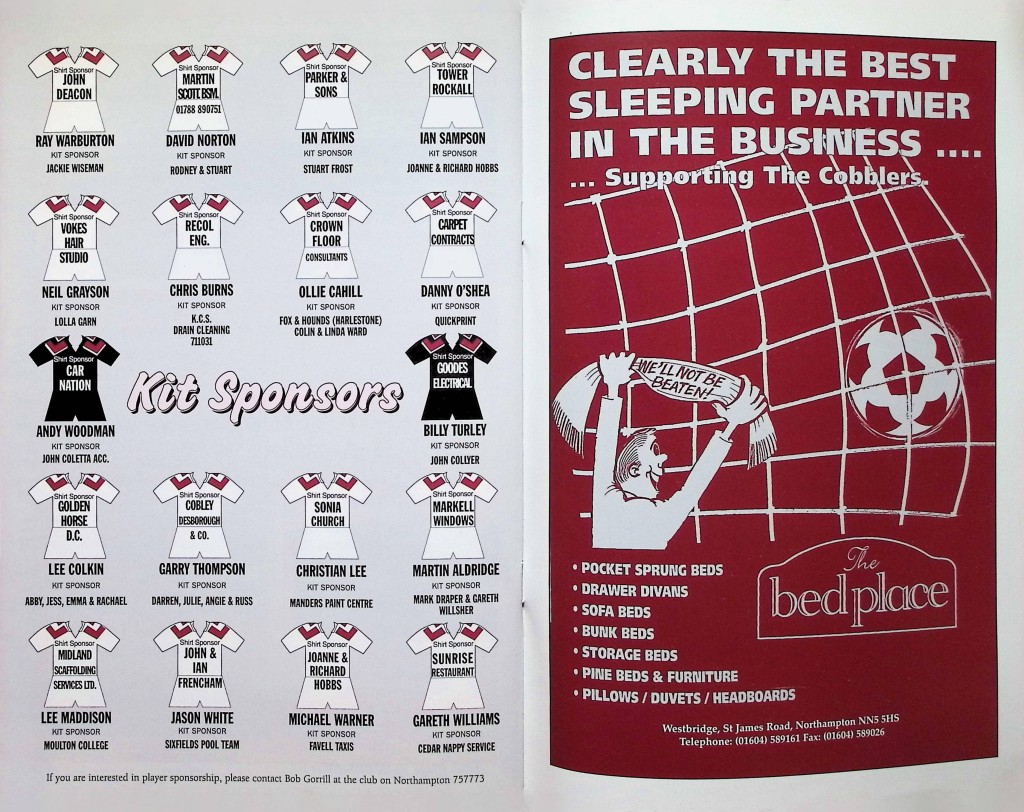 Shirt Sponsor
JOHN
DEACON
RAY WARBURTON
KIT SPONSOR
JACKIE WISEMAN
Shirt Sponsor
MARTIN
SCOTT. BSM.
01788 890751
DAVID NORTON
KIT SPONSOR
RODNEY & STUART
Shirt Sponsor
PARKER &
SONS
IAN ATKINS
KIT SPONSOR
STUART FROST
Shirt Sponsor
TOWER
ROCKALL
IAN SAMPSON
KIT SPONSOR
JOANNE & RICHARD HOBBS
Shirt Sponsor
VOKES
HAIR
STUDIO
NEIL GRAYSON
KIT SPONSOR
LOLLA GARN
Shirt Sponsor
RECOL
ENG.
CHRIS BURNS
KIT SPONSOR
K.C.S.
DRAIN CLEANING
711031
Shirt Sponsor
CROWN
FLOOR
CONSULTANTS
OLLIE CAHILL
KIT SPONSOR
FOX & HOUNDS (HARLESTONE)
COLIN & LINDA WARD
Shirt Sponsor
CARPET
CONTRACTS
DANNY O'SHEA
KIT SPONSOR
QUICKPRINT
Shirt Sponsor
CAR
NATION
ANDY WOODMAN
KIT SPONSOR
JOHN COLETTA ACC.
Kit Sponsors
Shirt Sponsor
GOODES
ELECTRICAL
BILLY TURLEY
KIT SPONSOR
JOHN COLLYER
Shirt Sponsor
GOLDEN
HORSE
D.C.
LEE COLKIN
KIT SPONSOR
ABBY, JESS, EMMA & RACHAEL
Shirt Sponsor
COBLEY
DESBOROUGH
& CO.
GARRY THOMPSON
KIT SPONSOR
DARREN, JULIE, ANGIE & RUSS
Shirt Sponsor
SONIA
CHURCH
CHRISTIAN LEE
KIT SPONSOR
MANDERS PAINT CENTRE
Shirt Sponsor
MARKELL
WINDOWS
MARTIN ALDRIDGE
KIT SPONSOR
MARK DRAPER & GARETH
WILLSHER
Shirt Sponsor
MIDLAND
SCAFFOLDING
SERVICES LTD.
LEE MADDISON
KIT SPONSOR
MOULTON COLLEGE
Shirt Sponsor
JOHN &
IAN
FRENCHAM
JASON WHITE
KIT SPONSOR
SIXFIELDS POOL TEAM
Shirt Sponsor
JOANNE &
RICHARD
HOBBS
MICHAEL WARNER
KIT SPONSOR
FAVELL TAXIS
Shirt Sponsor
SUNRISE
RESTAURANT
GARETH WILLIAMS
KIT SPONSOR
CEDAR NAPPY SERVICE
If you are interested in player sponsorship, please contact Bob Gorrill at the club on Northampton 757773
CLEARLY THE BEST
SLEEPING PARTNER
IN THE BUSINESS ....
... Supporting The Cobblers.
WE'LL NOT BE
BEATEN!
• POCKET SPRUNG BEDS
• DRAWER DIVANS
• SOFA BEDS
• BUNK BEDS
• STORAGE BEDS
• PINE BEDS & FURNITURE
• PILLOWS / DUVETS / HEADBOARDS
The
bed place
Westbridge, St James Road, Northampton NN5 5HS
Telephone: (01604) 589161 Fax: (01604) 589026